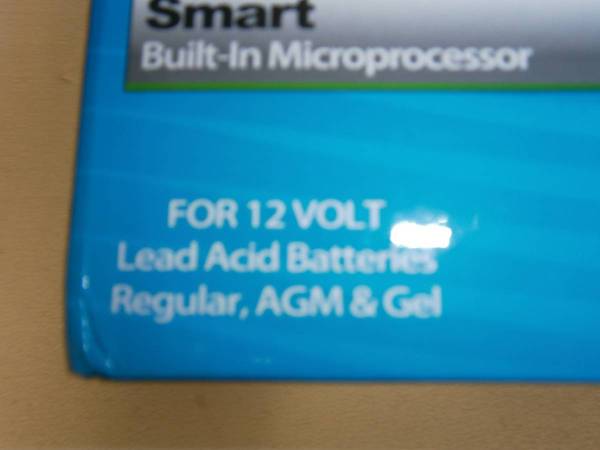 Smart
Built-In Microprocessor
FOR 12 VOLT
Lead Acid Batteries
Regular, AGM & Gel